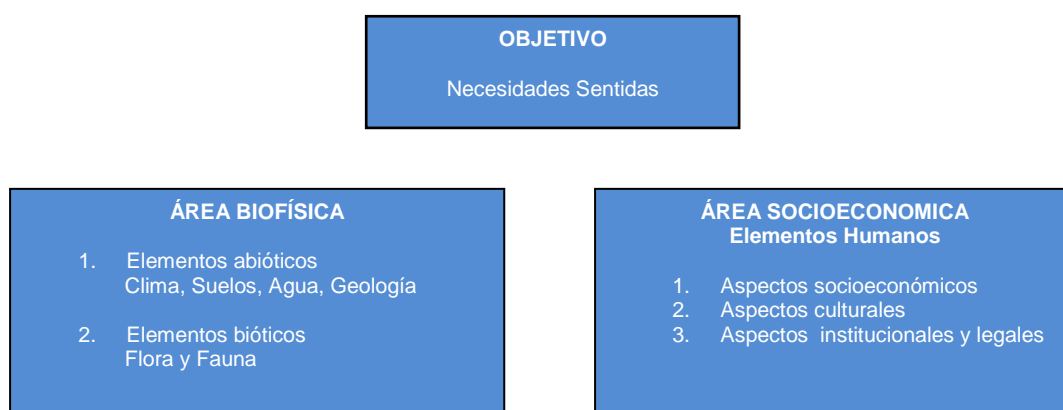 OBJETIVO
Necesidades Sentidas
ÁREA BIOFÍSICA
1. Elementos abióticos
Clima, Suelos, Agua, Geología
2. Elementos bióticos
Flora y Fauna
ÁREA SOCIOECONOMICA
Elementos Humanos
1. Aspectos socioeconómicos
2. Aspectos culturales
3. Aspectos institucionales y legales